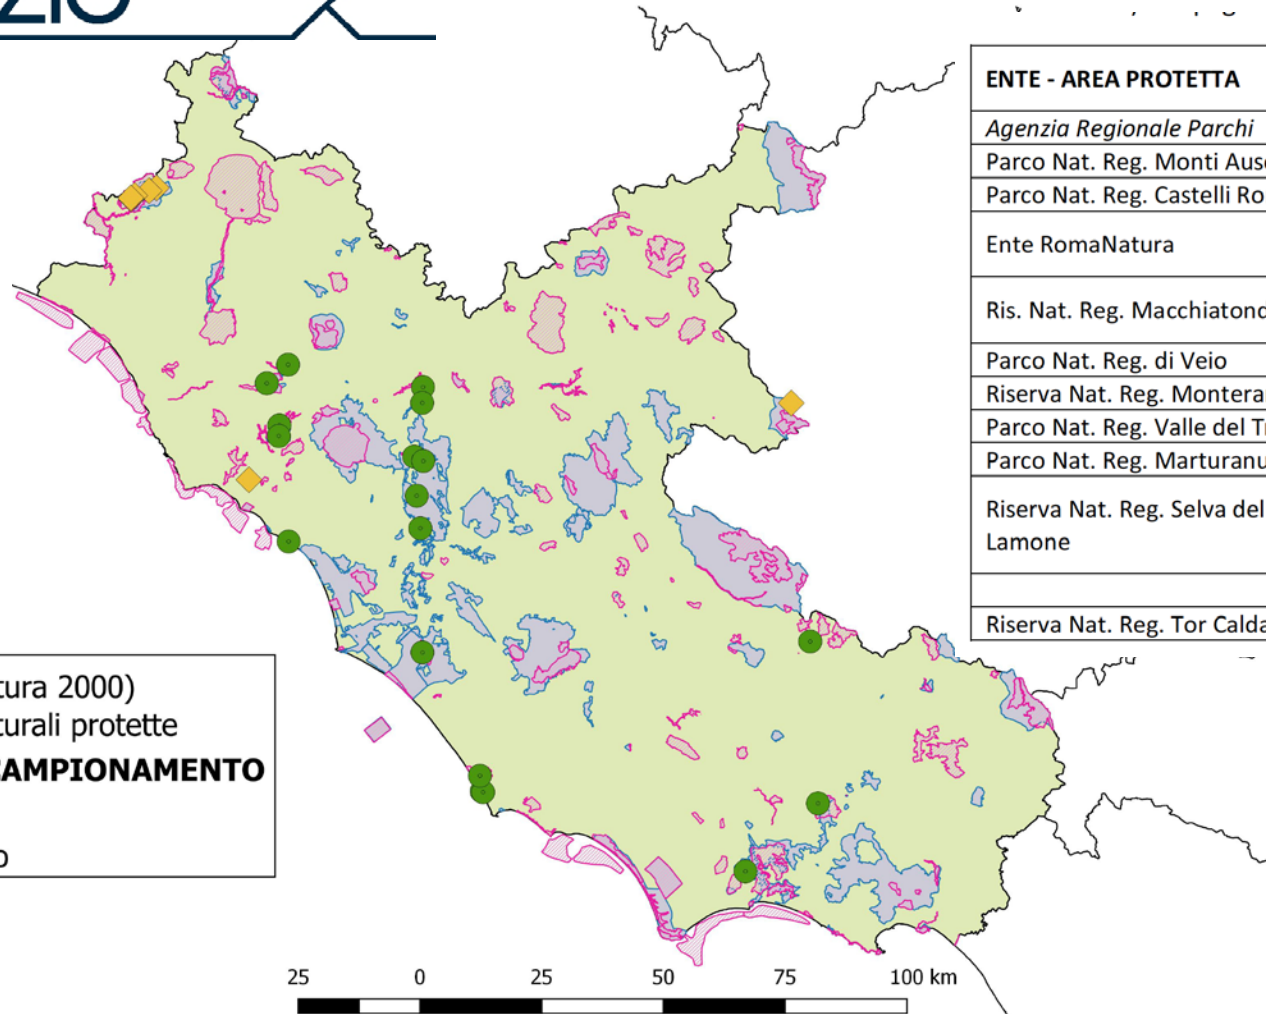 ZIO
ENTE - AREA PROTETTA
Agenzia Regionale Parchi
Parco Nat. Reg. Monti Aus
Parco Nat. Reg. Castelli Ro
Ente RomaNatura
Ris. Nat. Reg. Macchiatond
Parco Nat. Reg. di Veio
Riserva Nat. Reg. Montera
Parco Nat. Reg. Valle del T
Parco Nat. Reg. Marturanu
Riserva Nat. Reg. Selva del
Lamone
Riserva Nat. Reg. Tor Calda
tura 2000)
turali protette
CAMPIONAMENTO
o
25 0 25 50 75 100 km